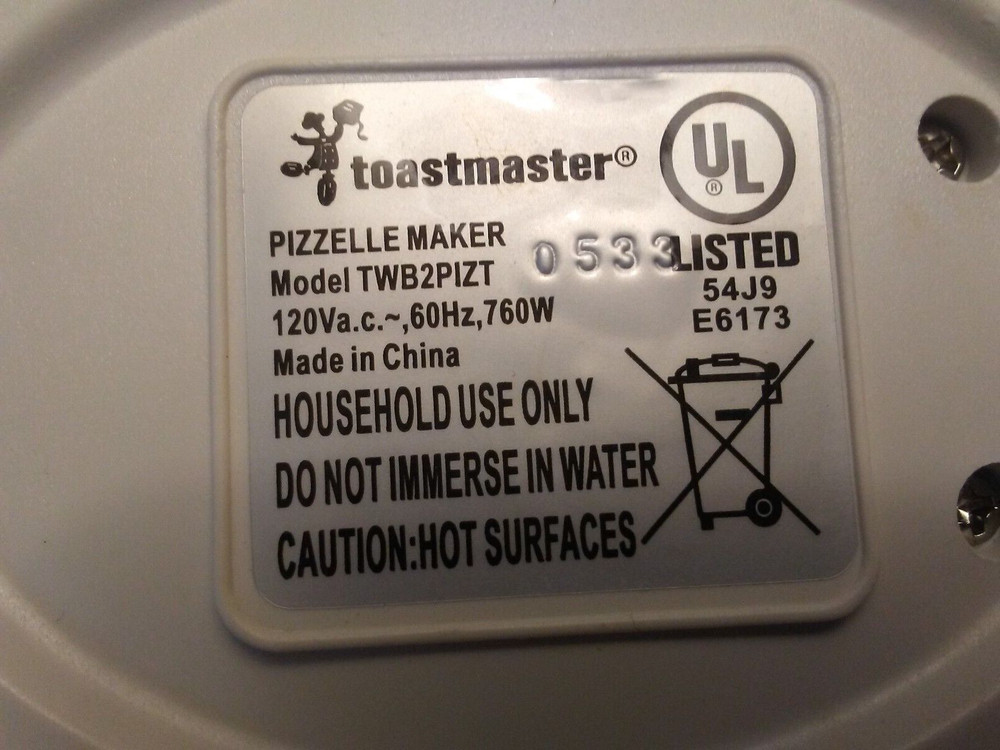 toastmaster®
UL®
PIZZELLE MAKER
0533
LISTED
Model TWB2PIZT
54J9
120Va.c.~,60Hz,760W
E6173
Made in China
HOUSEHOLD USE ONLY
DO NOT IMMERSE IN WATER
CAUTION:HOT SURFACES